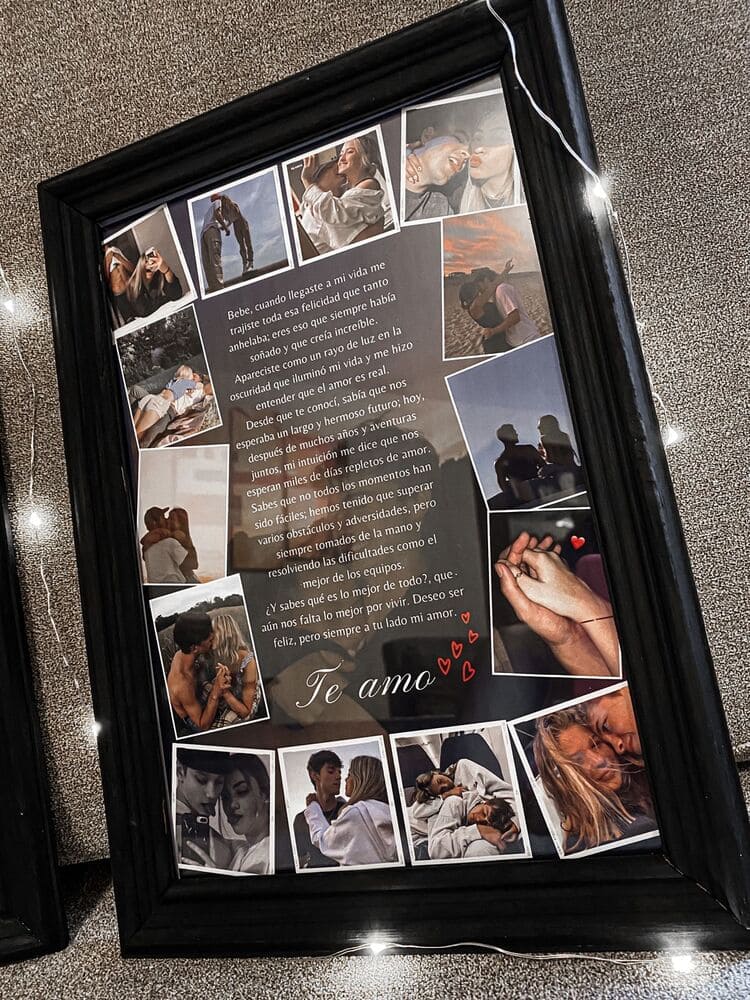 Bebe, cuando llegaste a mi vida me
trajiste toda esa felicidad que tanto
anhelaba; eres eso que siempre había
soñado y que creía increíble.
Apareciste como un rayo de luz en la
oscuridad que iluminó mi vida y me hizo
entender que el amor es real.
Desde que te conocí, sabía que nos
esperaba un largo y hermoso futuro; hoy,
después de muchos años y aventuras
juntos, mi intuición me dice que nos
esperan miles de días repletos de amor.
Sabes que no todos los momentos han
sido fáciles; hemos tenido que superar
varios obstáculos y adversidades, pero
siempre tomados de la mano y
resolviendo las dificultades como el
mejor de los equipos.
¿Y sabes qué es lo mejor de todo?, que.
aún nos falta lo mejor por vivir. Deseo ser
feliz, pero siempre a tu lado mi amor.
Te amo